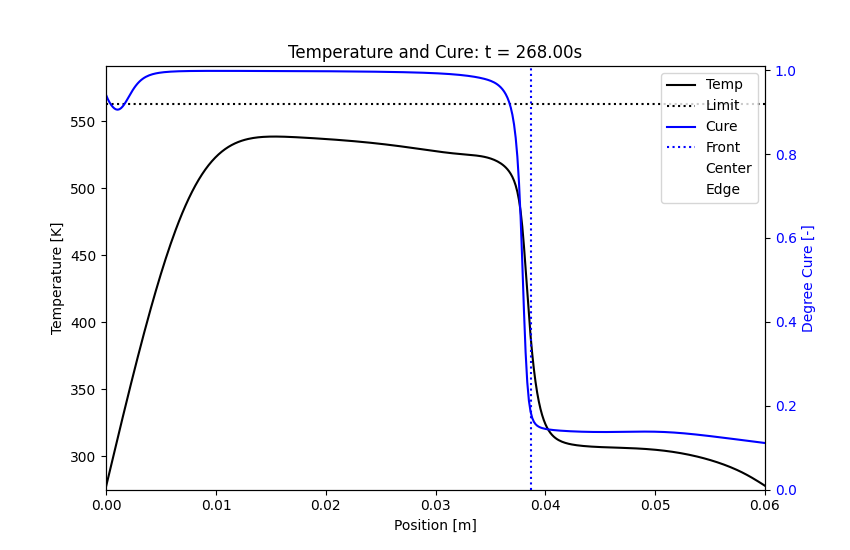 Temperature and Cure: t = 268.00s
Temp
Limit
Cure
Front
Center
Edge
Temperature [K]
550
500
450
400
350
300
1.0
0.8
0.6
0.4
0.2
0.0
Degree Cure [-]
0.00 0.01 0.02 0.03 0.04 0.05 0.06
Position [m]